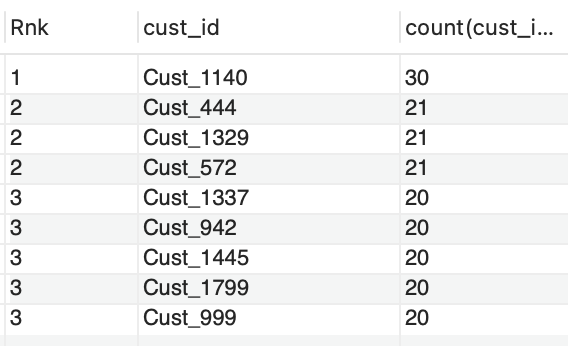 Rnk cust_id count(cust_i...
1 Cust_1140 30
2 Cust_444 21
2 Cust_1329 21
2 Cust_572 21
3 Cust_1337 20
3 Cust_942 20
3 Cust_1445 20
3 Cust_1799 20
3 Cust_999 20